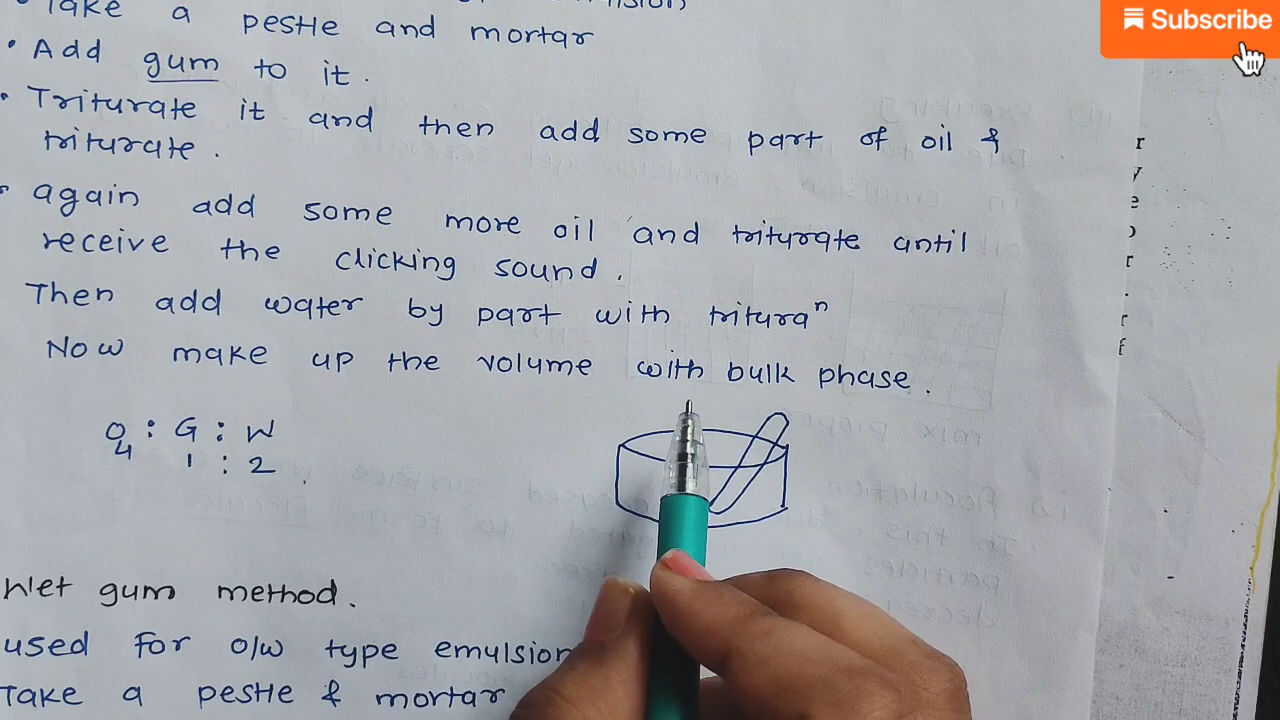 Take a pestle and mortar
• Add gum to it.
• Triturate it and then add some part of oil &
triturate.
again add some more oil and triturate until
receive the clicking sound.
Then add water by part with trituraⁿ
Now make up the volume with bulk phase.
O : G : W
4 1 : 2
Wet gum method.
used for o/w type emulsion
Take a pestle & mortar
Subscribe